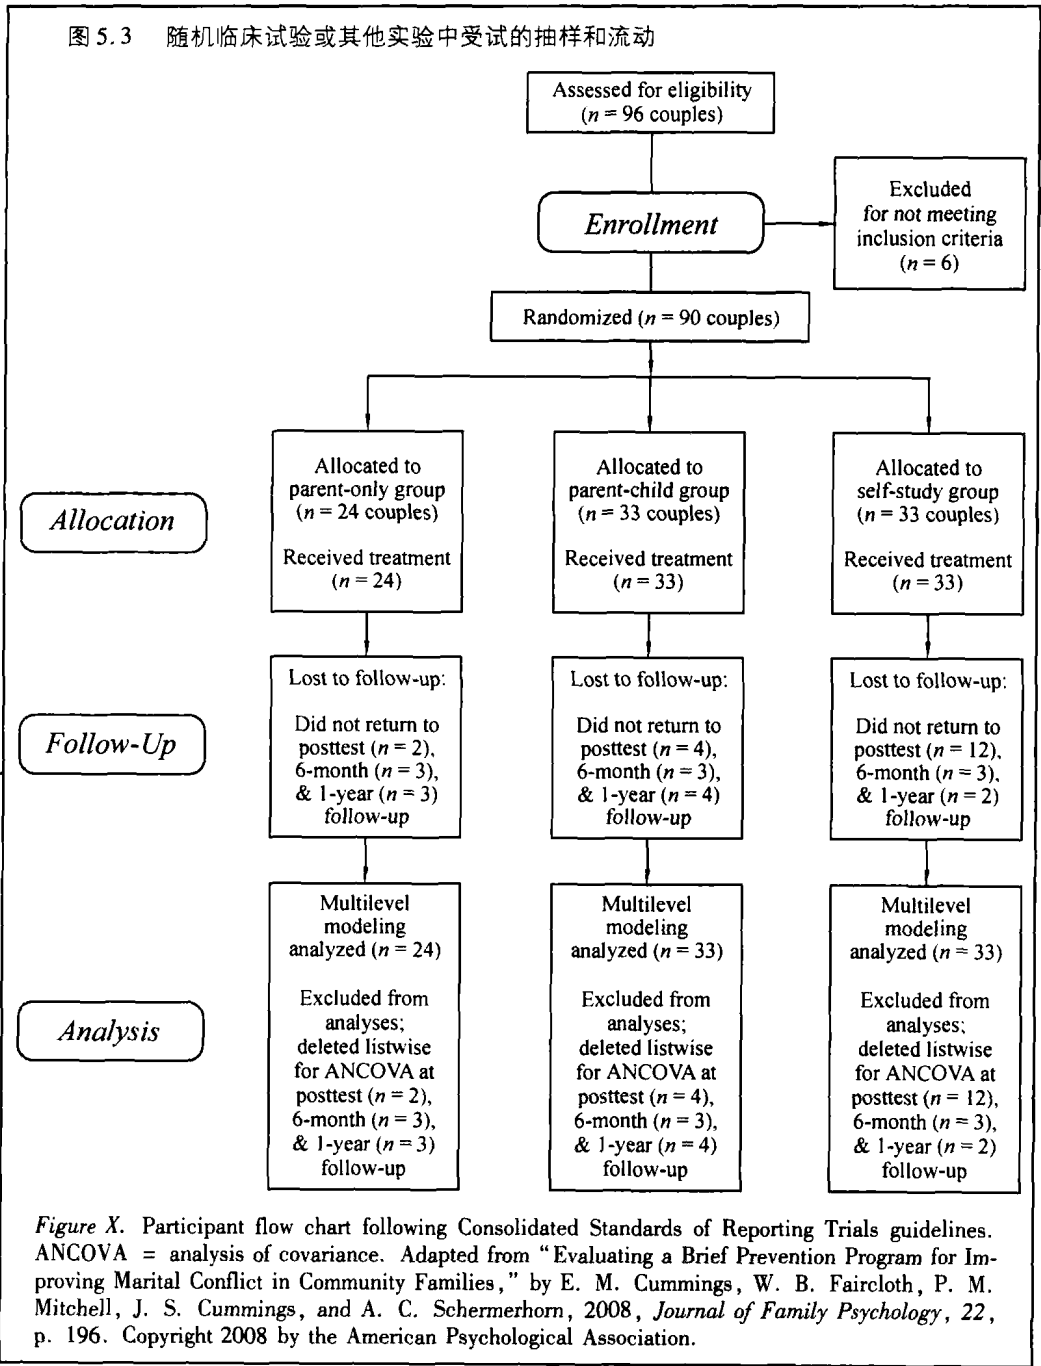 图 5.3 随机临床试验或其他实验中受试的抽样和流动
Assessed for eligibility
(n = 96 couples)
Enrollment
Excluded
for not meeting
inclusion criteria
(n = 6)
Randomized (n = 90 couples)
Allocation
Allocated to
parent-only group
(n = 24 couples)
Received treatment
(n = 24)
Allocated to
parent-child group
(n = 33 couples)
Received treatment
(n = 33)
Allocated to
self-study group
(n = 33 couples)
Received treatment
(n = 33)
Follow-Up
Lost to follow-up:
Did not return to
posttest (n = 2),
6-month (n = 3),
& 1-year (n = 3)
follow-up
Lost to follow-up:
Did not return to
posttest (n = 4),
6-month (n = 3),
& 1-year (n = 4)
follow-up
Lost to follow-up:
Did not return to
posttest (n = 12),
6-month (n = 3),
& 1-year (n = 2)
follow-up
Analysis
Multilevel
modeling
analyzed (n = 24)
Excluded from
analyses;
deleted listwise
for ANCOVA at
posttest (n = 2),
6-month (n = 3),
& 1-year (n = 3)
follow-up
Multilevel
modeling
analyzed (n = 33)
Excluded from
analyses;
deleted listwise
for ANCOVA at
posttest (n = 4),
6-month (n = 3),
& 1-year (n = 4)
follow-up
Multilevel
modeling
analyzed (n = 33)
Excluded from
analyses;
deleted listwise
for ANCOVA at
posttest (n = 12),
6-month (n = 3),
& 1-year (n = 2)
follow-up
Figure X. Participant flow chart following Consolidated Standards of Reporting Trials guidelines.
ANCOVA = analysis of covariance. Adapted from “Evaluating a Brief Prevention Program for Im-
proving Marital Conflict in Community Families,” by E. M. Cummings, W. B. Faircloth, P. M.
Mitchell, J. S. Cummings, and A. C. Schermerhorn, 2008, Journal of Family Psychology, 22,
p. 196. Copyright 2008 by the American Psychological Association.